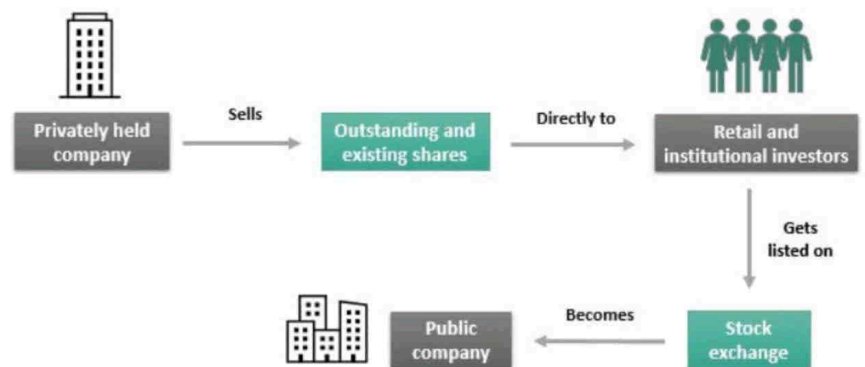 Privately held
company
Sells
Outstanding and
existing shares
Directly to
Retail and
institutional investors
Gets
listed on
Stock
exchange
Becomes
Public
company